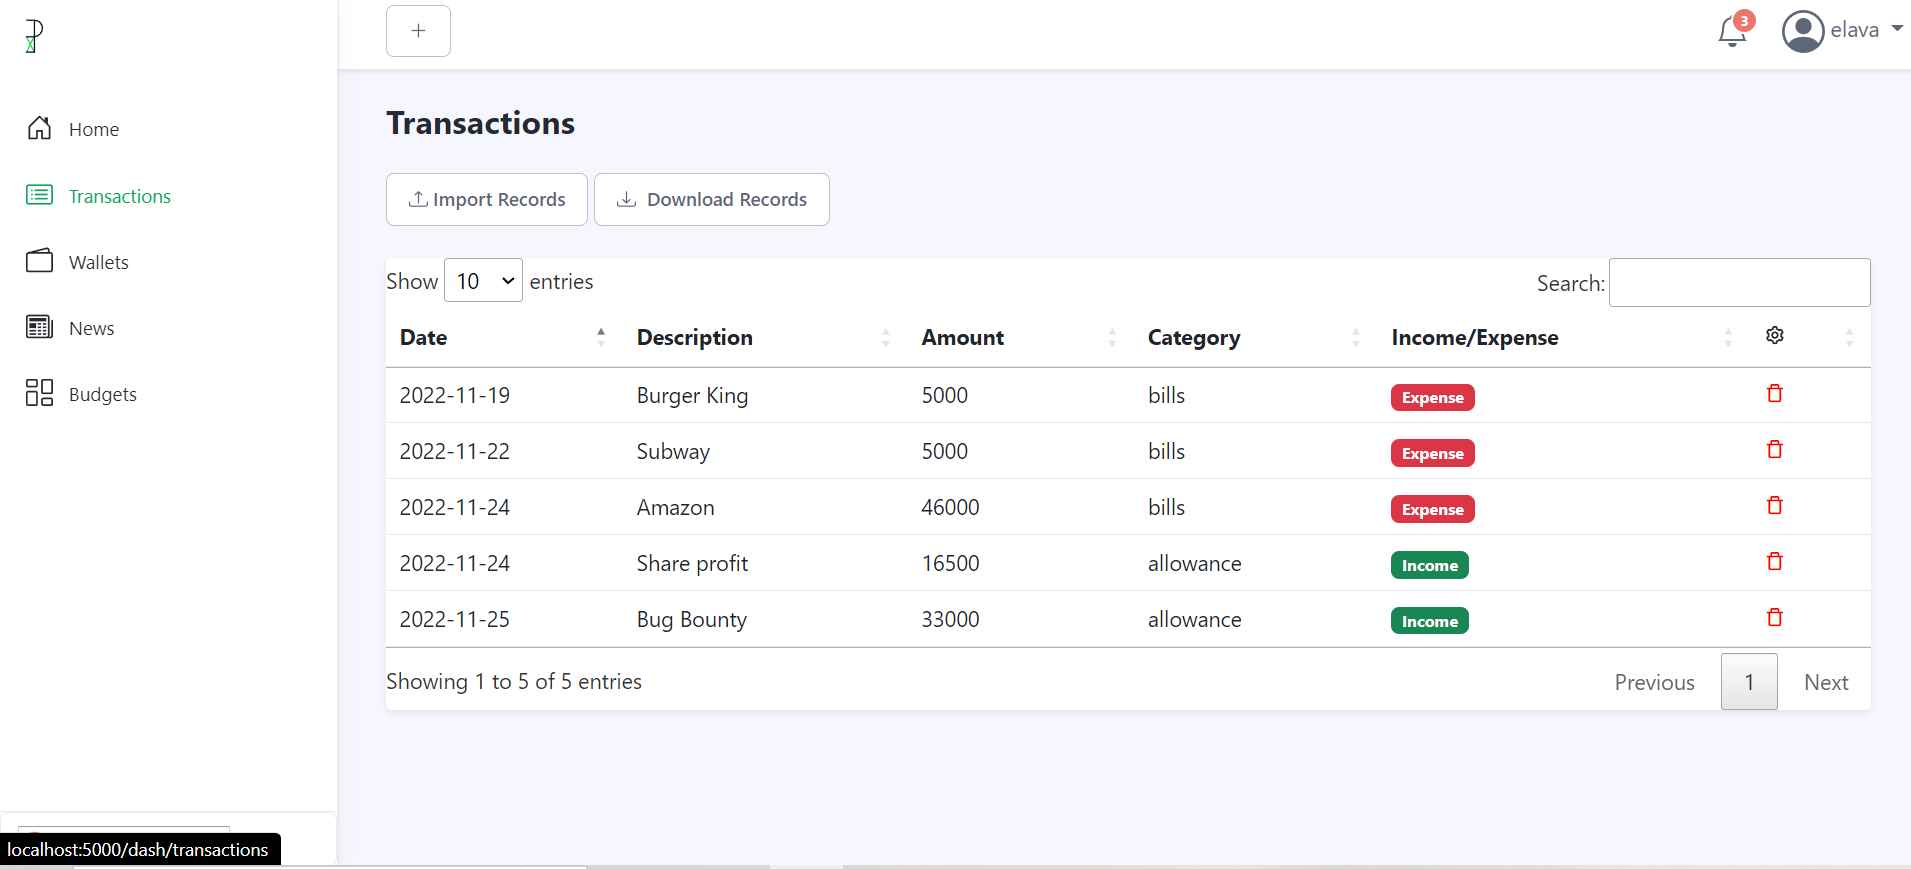 +
3
elava
Home
Transactions
Wallets
News
Budgets
Transactions
Import Records
Download Records
Show 10 entries
Search:
Date Description Amount Category Income/Expense
2022-11-19 Burger King 5000 bills Expense
2022-11-22 Subway 5000 bills Expense
2022-11-24 Amazon 46000 bills Expense
2022-11-24 Share profit 16500 allowance Income
2022-11-25 Bug Bounty 33000 allowance Income
Showing 1 to 5 of 5 entries
Previous 1 Next
localhost:5000/dash/transactions